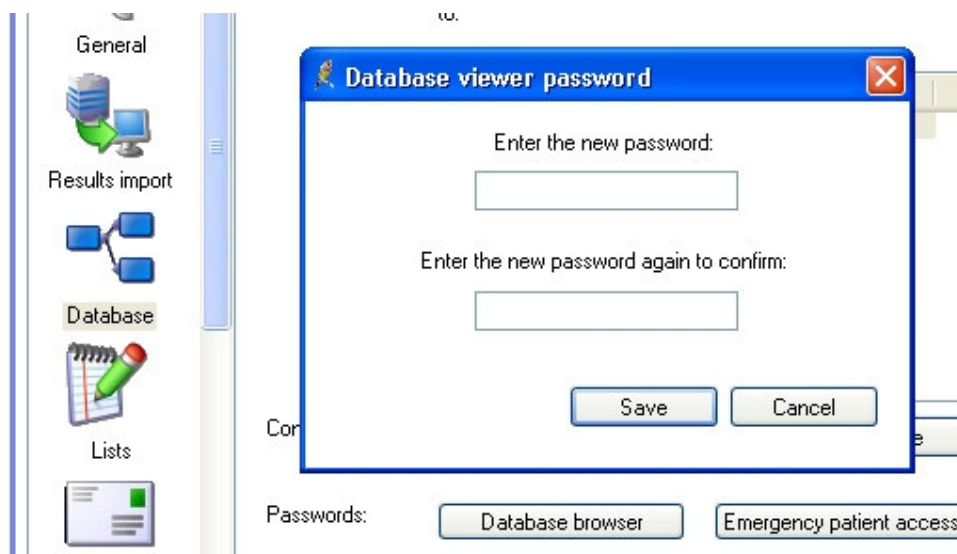 General
Results import
Database
Lists
to:
Database viewer password
Enter the new password:
Enter the new password again to confirm:
Save
Cancel
Passwords:
Database browser
Emergency patient access